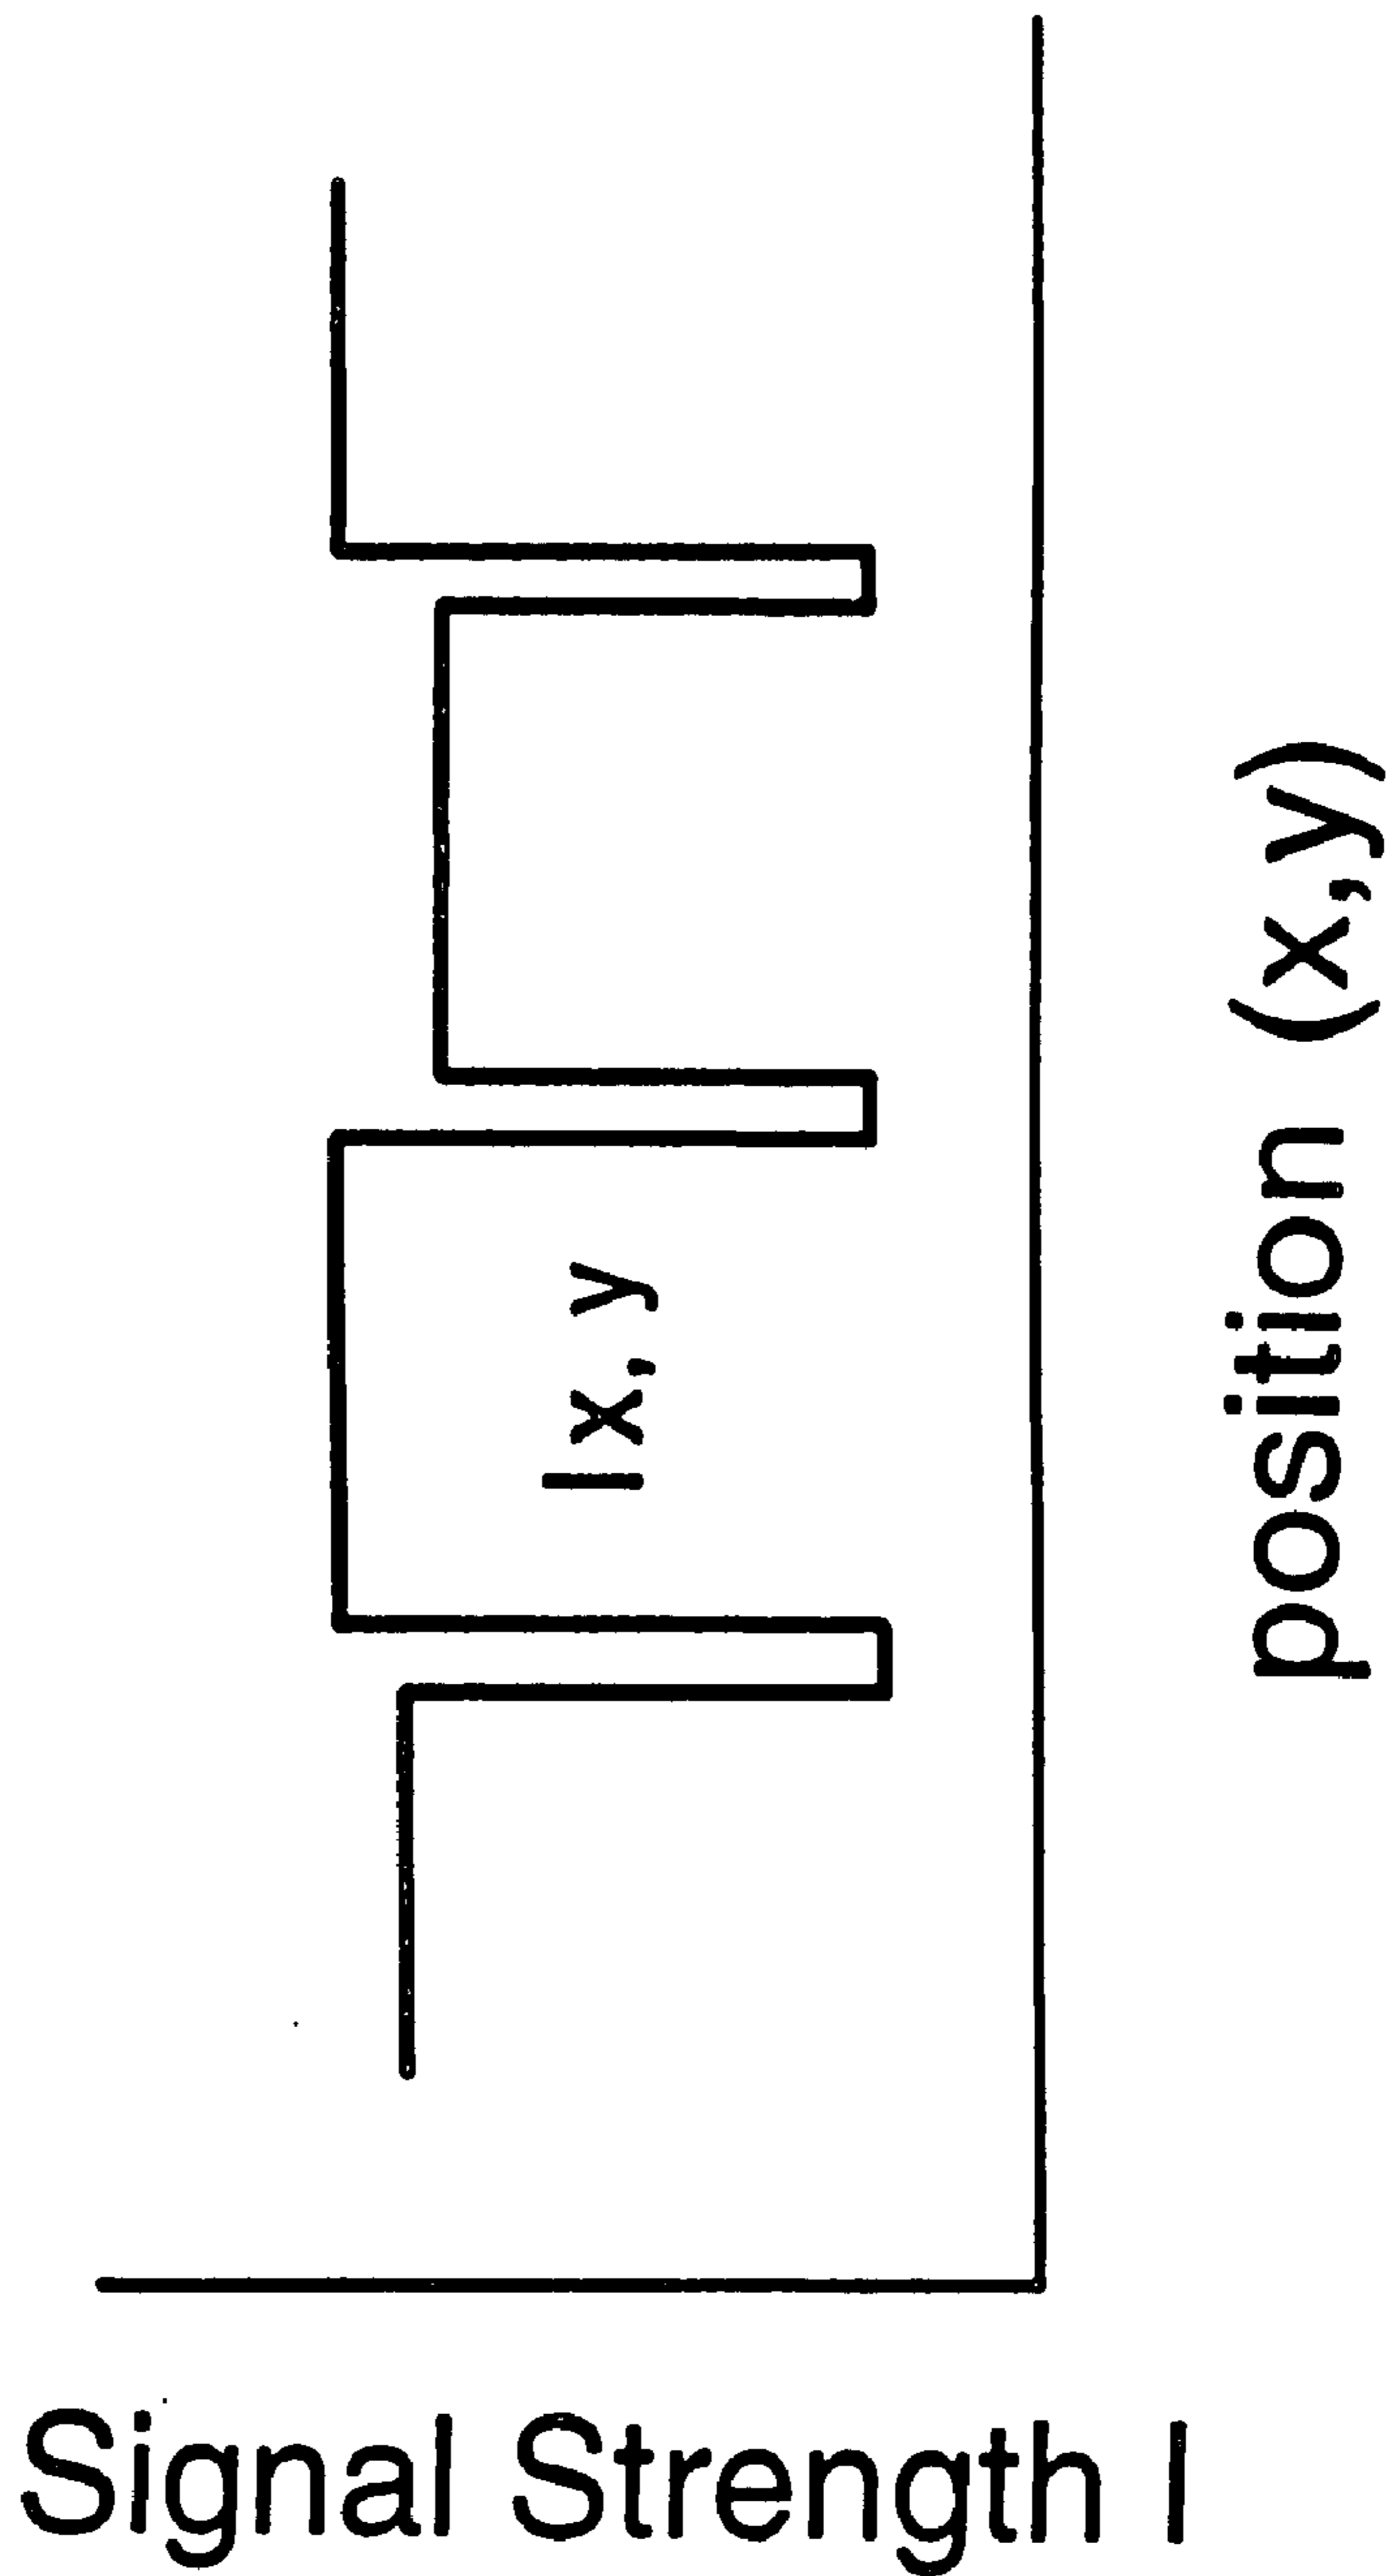 Signal Strength I
Ix, y
position (x,y)